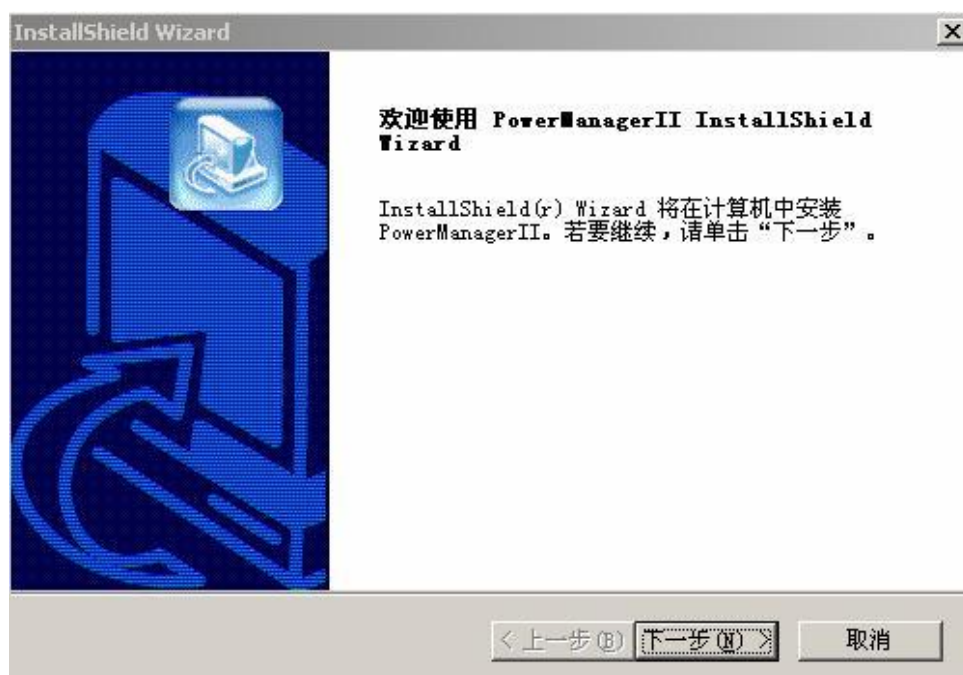 InstallShield Wizard
欢迎使用 PowerManagerII InstallShield
Wizard
InstallShield(r) Wizard 将在计算机中安装
PowerManagerII。若要继续，请单击“下一步”。
< 上一步(B)
下一步(N) >
取消